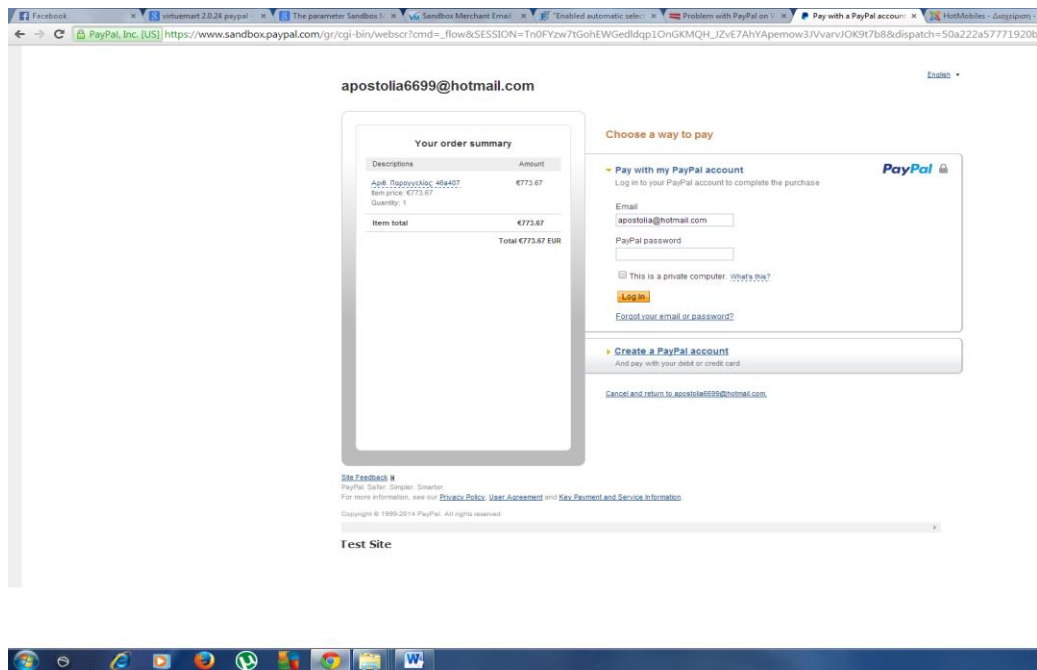 Facebook
virtuemart 2.0.24 paypal -
The parameter Sandbox
Sandbox Merchant Email
"Enabled automatic select
Problem with PayPal on V
Pay with a PayPal account
HotMobiles - Διαχείριση -
PayPal, Inc. [US] https://www.sandbox.paypal.com/gr/cgi-bin/webscr?cmd=_flow&SESSION=
English
apostolia6699@hotmail.com
Your order summary
Descriptions Amount
Αριθ. Παραγγελίας: 46a407 €773.67
Item price: €773.67
Quantity: 1
Item total €773.67
Total €773.67 EUR
Choose a way to pay
Pay with my PayPal account PayPal
Log in to your PayPal account to complete the purchase
Email
apostolia@hotmail.com
PayPal password
This is a private computer. What's this?
Log In
Forgot your email or password?
Create a PayPal account
And pay with your debit or credit card
Cancel and return to apostolia6699@hotmail.com.
Site Feedback
PayPal. Safer. Simpler. Smarter.
For more information, see our Privacy Policy, User Agreement and Key Payment and Service Information.
Copyright © 1999-2014 PayPal. All rights reserved.
Test Site